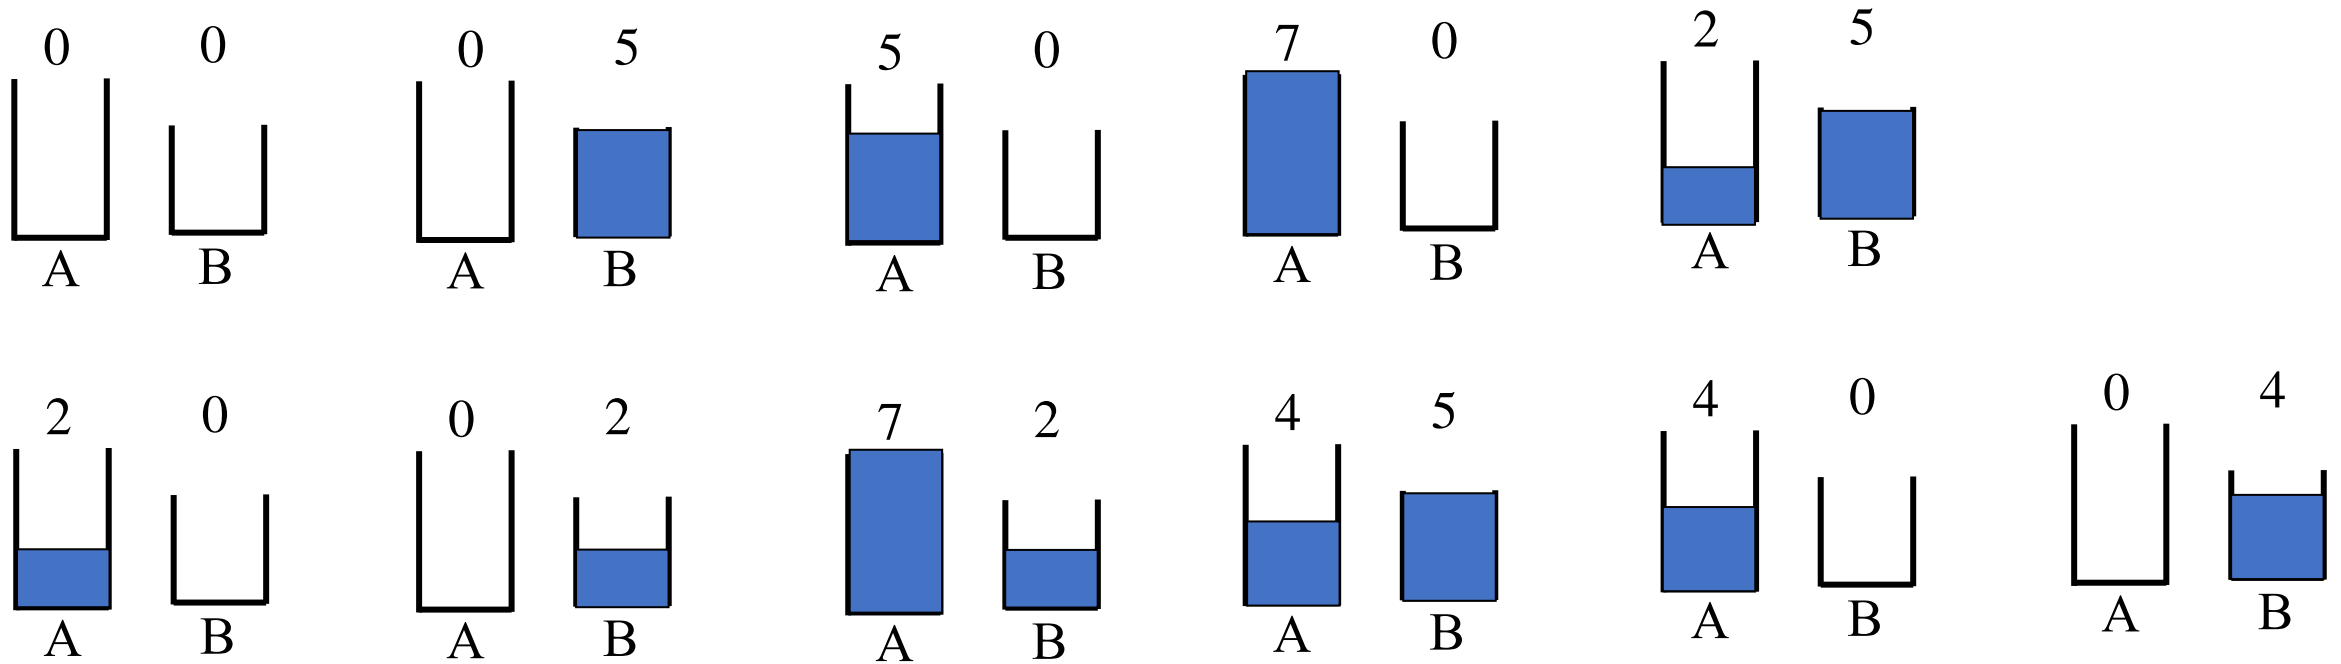 0 0 0 5 5 0 7 0 2 5
A B A B A B A B A B
2 0 0 2 7 2 4 5 4 0 0 4
A B A B A B A B A B A B